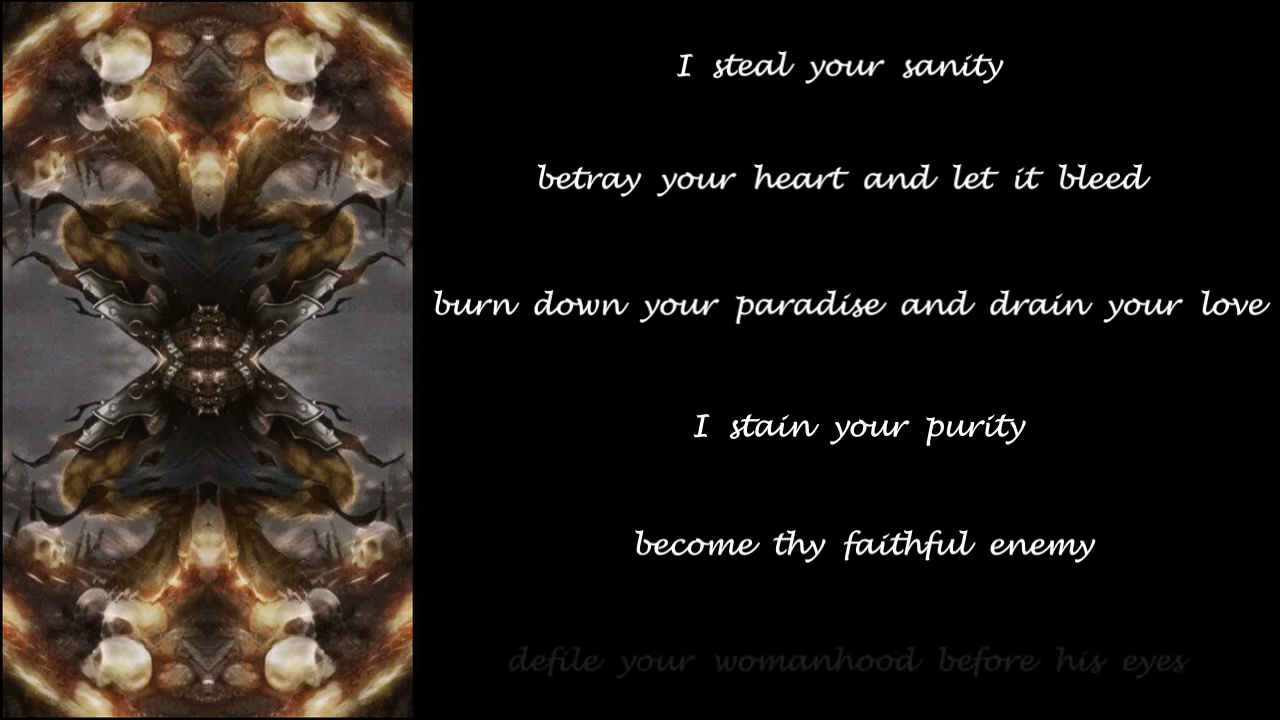 I steal your sanity
betray your heart and let it bleed
burn down your paradise and drain your love
I stain your purity
become thy faithful enemy
defile your womanhood before his eyes